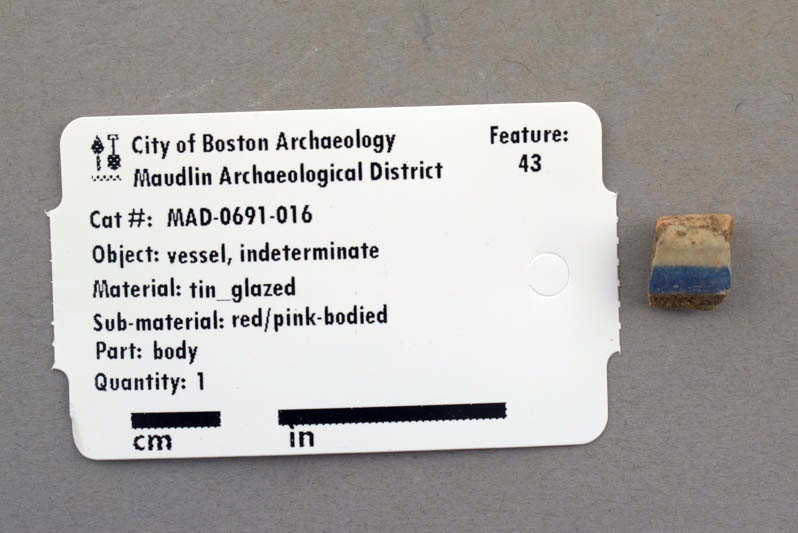 City of Boston Archaeology
Maudlin Archaeological District
Feature:
43
Cat #: MAD-0691-016
Object: vessel, indeterminate
Material: tin_glazed
Sub-material: red/pink-bodied
Part: body
Quantity: 1
cm
in